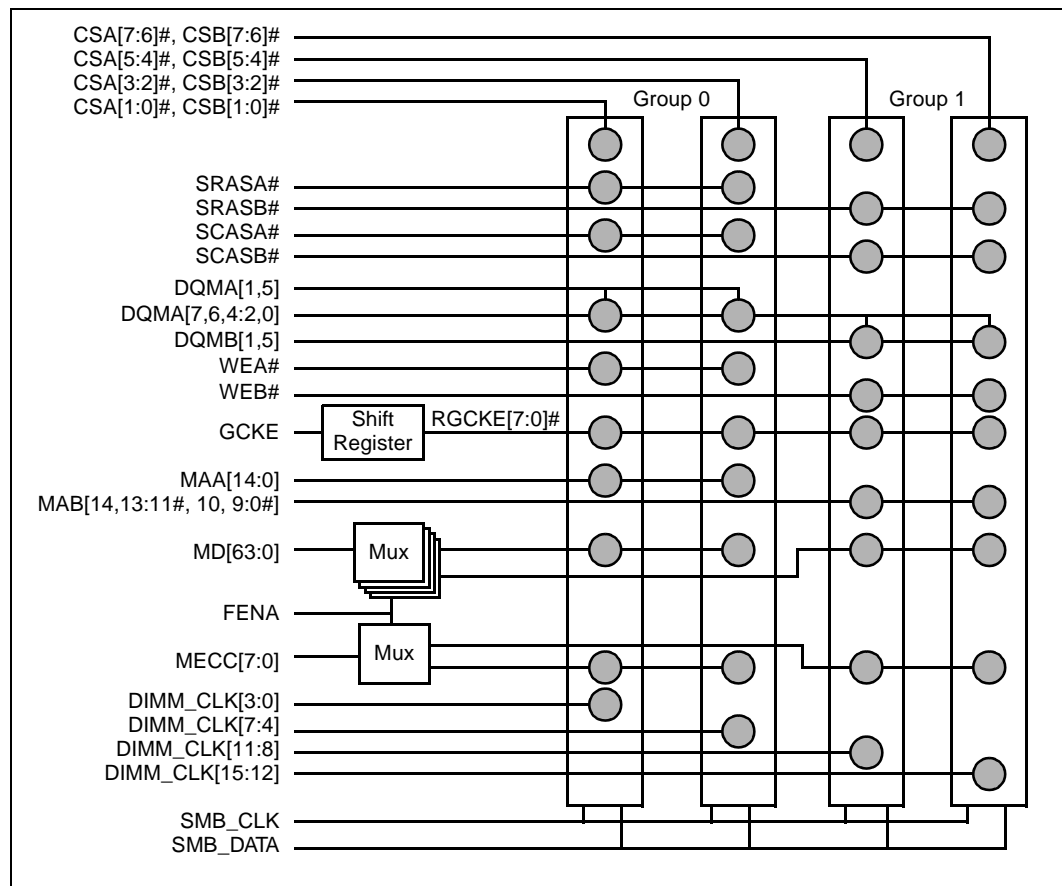 CSA[7:6]#, CSB[7:6]#
CSA[5:4]#, CSB[5:4]#
CSA[3:2]#, CSB[3:2]#
CSA[1:0]#, CSB[1:0]#
Group 0
Group 1
SRASA#
SRASB#
SCASA#
SCASB#
DQMA[1,5]
DQMA[7,6,4:2,0]
DQMB[1,5]
WEA#
WEB#
GCKE
Shift
Register
RGCKE[7:0]#
MAA[14:0]
MAB[14,13:11#, 10, 9:0#]
MD[63:0]
Mux
FENA
MECC[7:0]
Mux
DIMM_CLK[3:0]
DIMM_CLK[7:4]
DIMM_CLK[11:8]
DIMM_CLK[15:12]
SMB_CLK
SMB_DATA